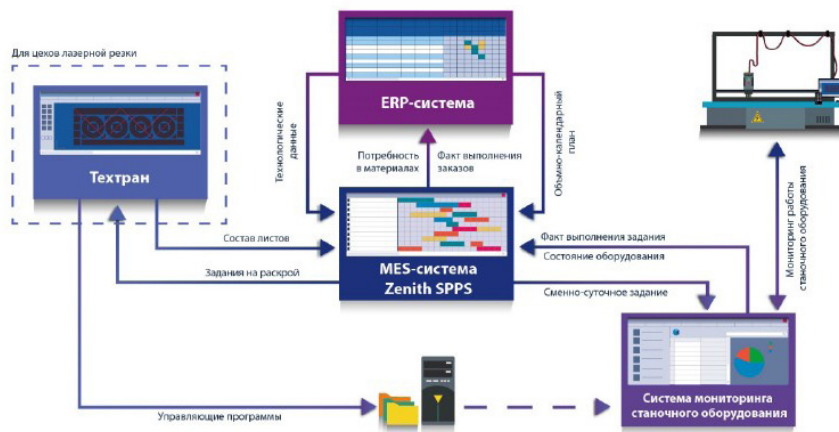 Для цехов лазерной резки
Техтран
ERP-система
Технологические
данные
Потребность
в материалах
Факт выполнения
заказов
Объмно-календарный
план
MES-система
Zenith SPPS
Состав листов
Задания на раскрой
Факт выполнения задания
Состояние оборудования
Сменно-суточное задание
Мониторинг работы
станочного оборудования
Управляющие программы
Система мониторинга
станочного оборудования